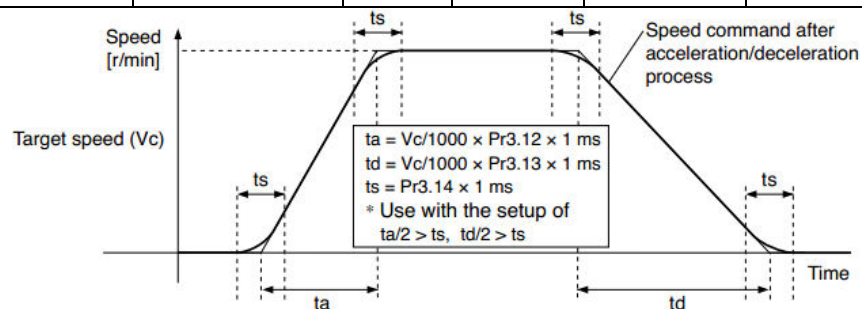 ts
ts
Speed
[r/min]
Speed command after
acceleration/deceleration
process
Target speed (Vc)
ta = Vc/1000 × Pr3.12 × 1 ms
td = Vc/1000 × Pr3.13 × 1 ms
ts = Pr3.14 × 1 ms
* Use with the setup of
ta/2 > ts, td/2 > ts
ts
ts
Time
ta
td